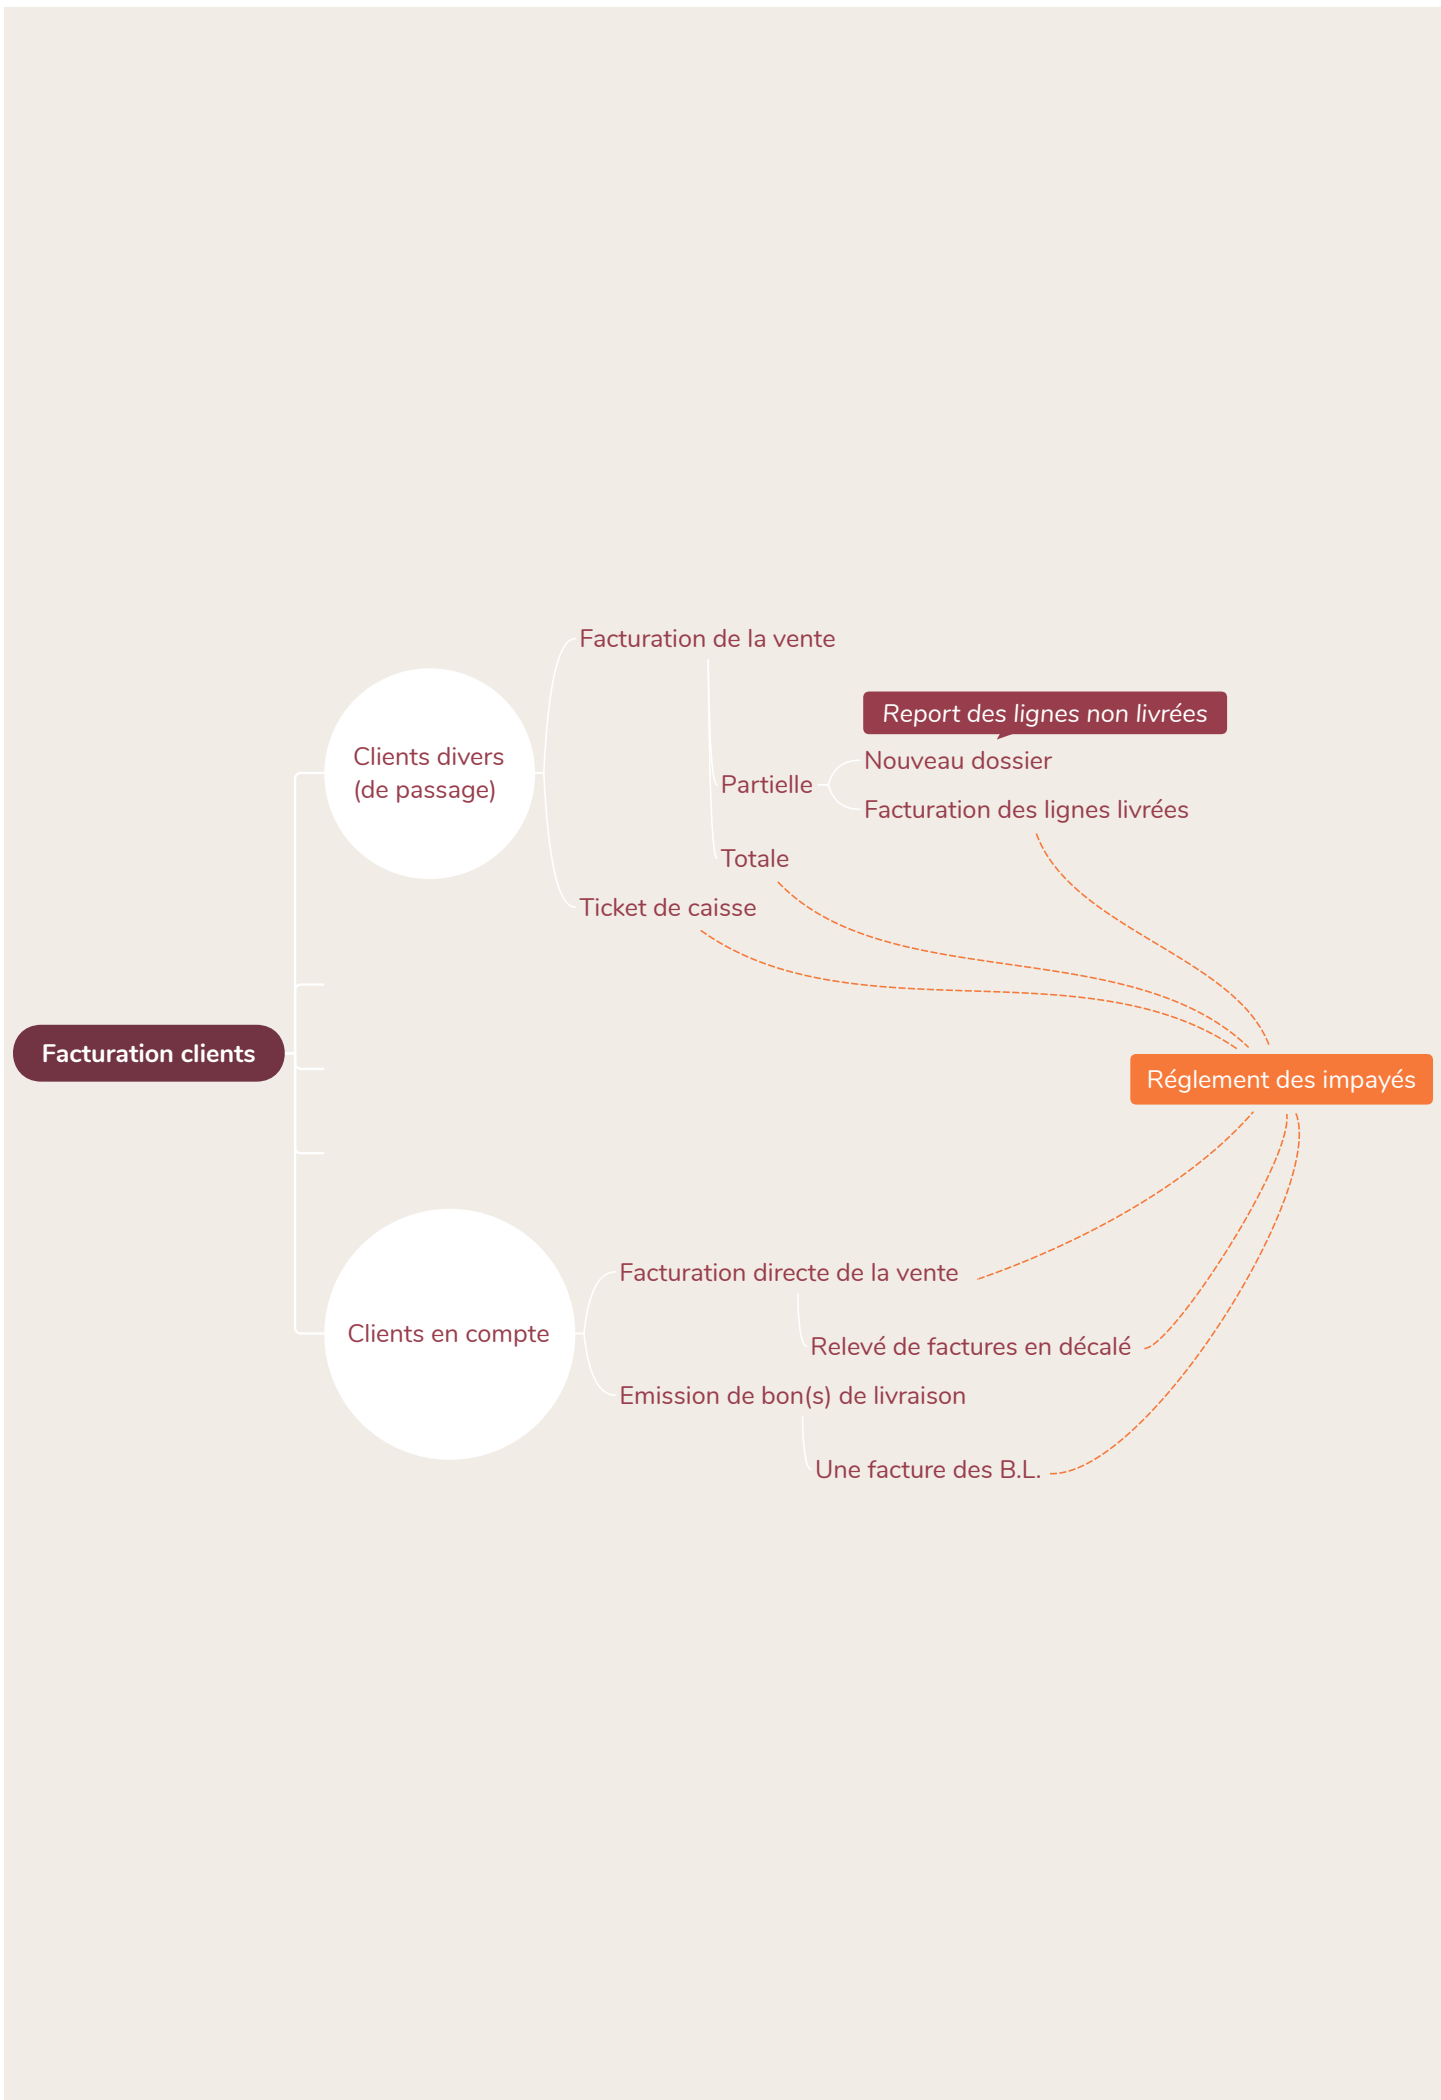 Facturation de la vente
Report des lignes non livrées
Clients divers
(de passage)
Nouveau dossier
Partielle
Facturation des lignes livrées
Totale
Ticket de caisse
Facturation clients
Réglement des impayés
Facturation directe de la vente
Clients en compte
Relevé de factures en décalé
Emission de bon(s) de livraison
Une facture des B.L.